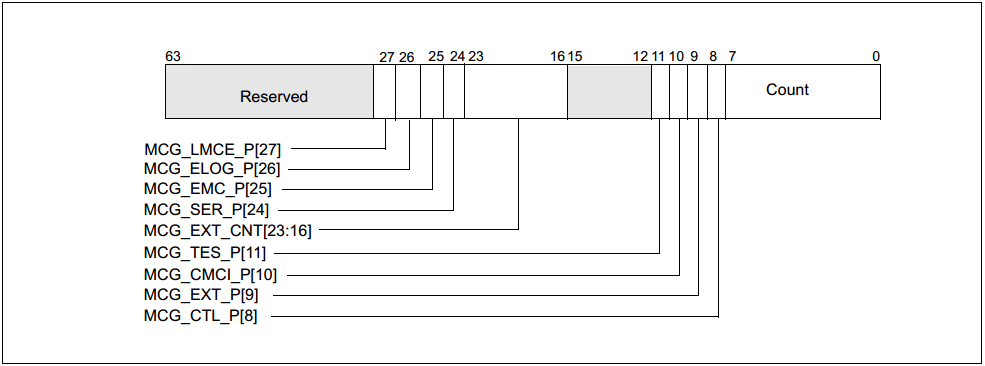 63 27 26 25 24 23 16 15 12 11 10 9 8 7 0
Reserved Count
MCG_LMCE_P[27]
MCG_ELOG_P[26]
MCG_EMC_P[25]
MCG_SER_P[24]
MCG_EXT_CNT[23:16]
MCG_TES_P[11]
MCG_CMCI_P[10]
MCG_EXT_P[9]
MCG_CTL_P[8]